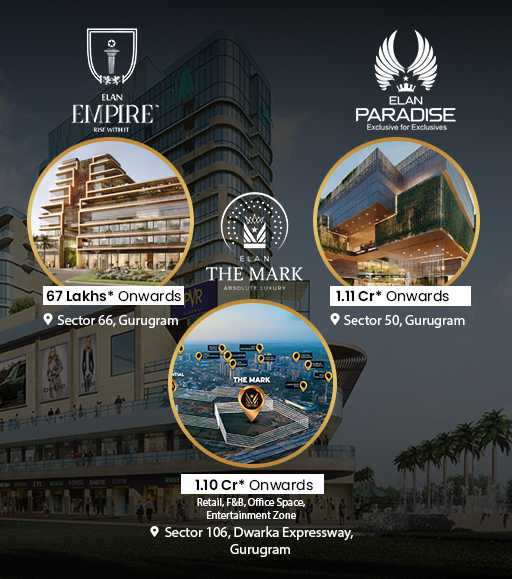 ELAN
EMPIRE™
RISE WITH IT
ELAN
PARADISE
Exclusive for Exclusives
67 Lakhs* Onwards
Sector 66, Gurugram
1.11 Cr* Onwards
Sector 50, Gurugram
ELAN
THE MARK
ABSOLUTE LUXURY
PVR
THE MARK
1.10 Cr* Onwards
Retail, F&B, Office Space,
Entertainment Zone
Sector 106, Dwarka Expressway,
Gurugram